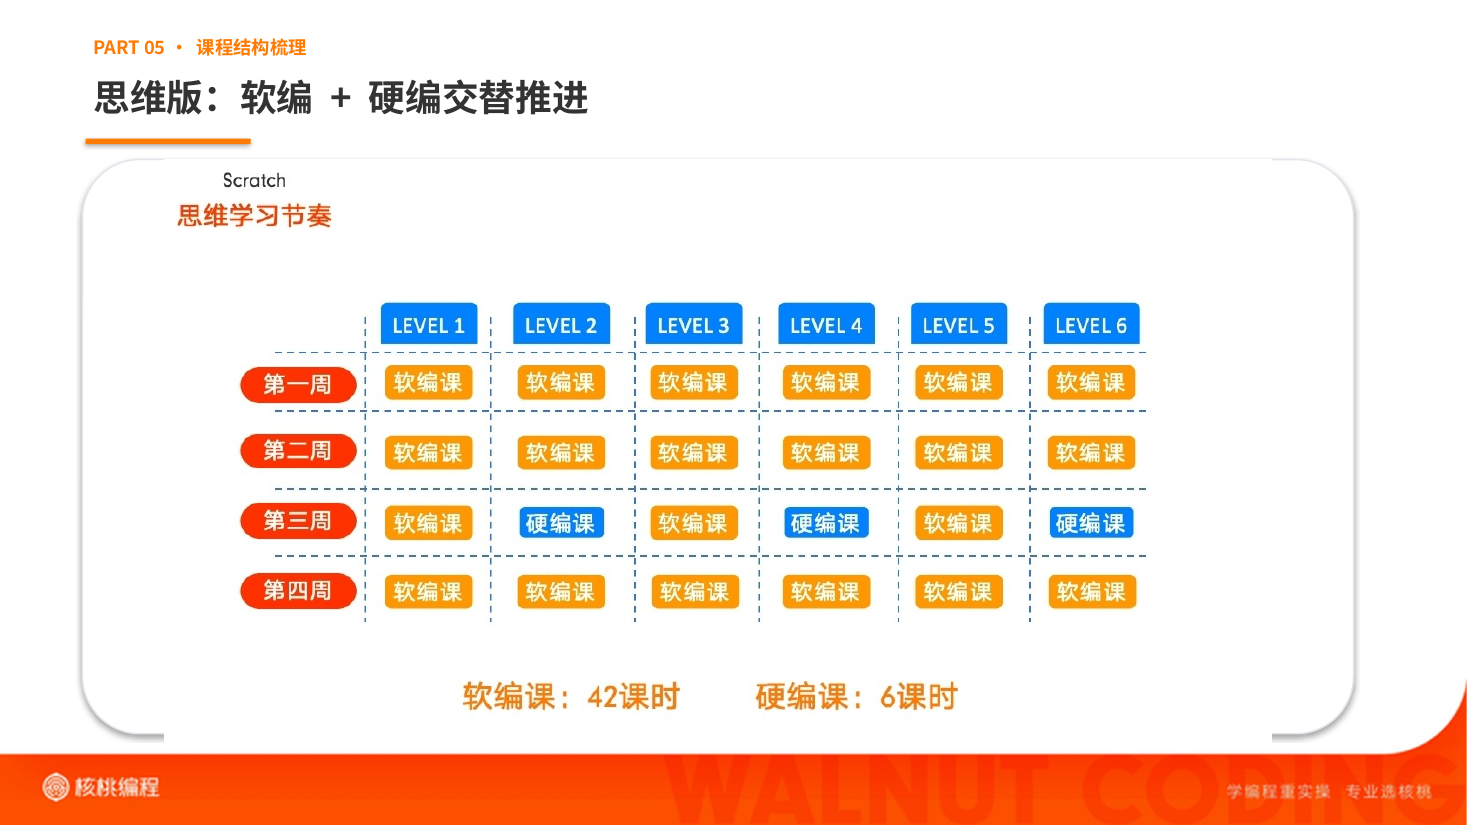 PART 05 · 课程结构梳理
思维版：软编 + 硬编交替推进
Scratch
思维学习节奏
LEVEL 1 LEVEL 2 LEVEL 3 LEVEL 4 LEVEL 5 LEVEL 6
第一周 软编课 软编课 软编课 软编课 软编课 软编课
第二周 软编课 软编课 软编课 软编课 软编课 软编课
第三周 软编课 硬编课 软编课 硬编课 软编课 硬编课
第四周 软编课 软编课 软编课 软编课 软编课 软编课
软编课：42课时 硬编课：6课时
WALNUT CODING
核桃编程
学编程重实操 专业选核桃